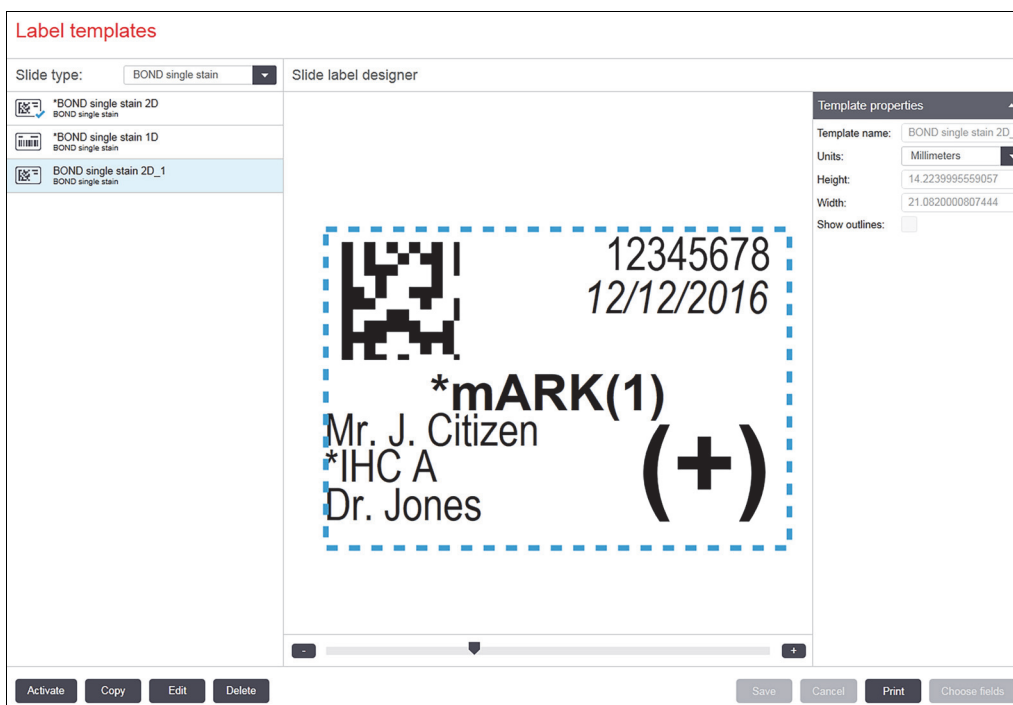 Label templates
Slide type: BOND single stain Slide label designer
*BOND single stain 2D
BOND single stain
*BOND single stain 1D
BOND single stain
BOND single stain 2D_1
BOND single stain
12345678
12/12/2016
*mARK(1)
Mr. J. Citizen
*IHC A
Dr. Jones
(+)
- +
Template properties
Template name: BOND single stain 2D_
Units: Millimeters
Height: 14.2239995559057
Width: 21.0820000807444
Show outlines:
Activate Copy Edit Delete Save Cancel Print Choose fields